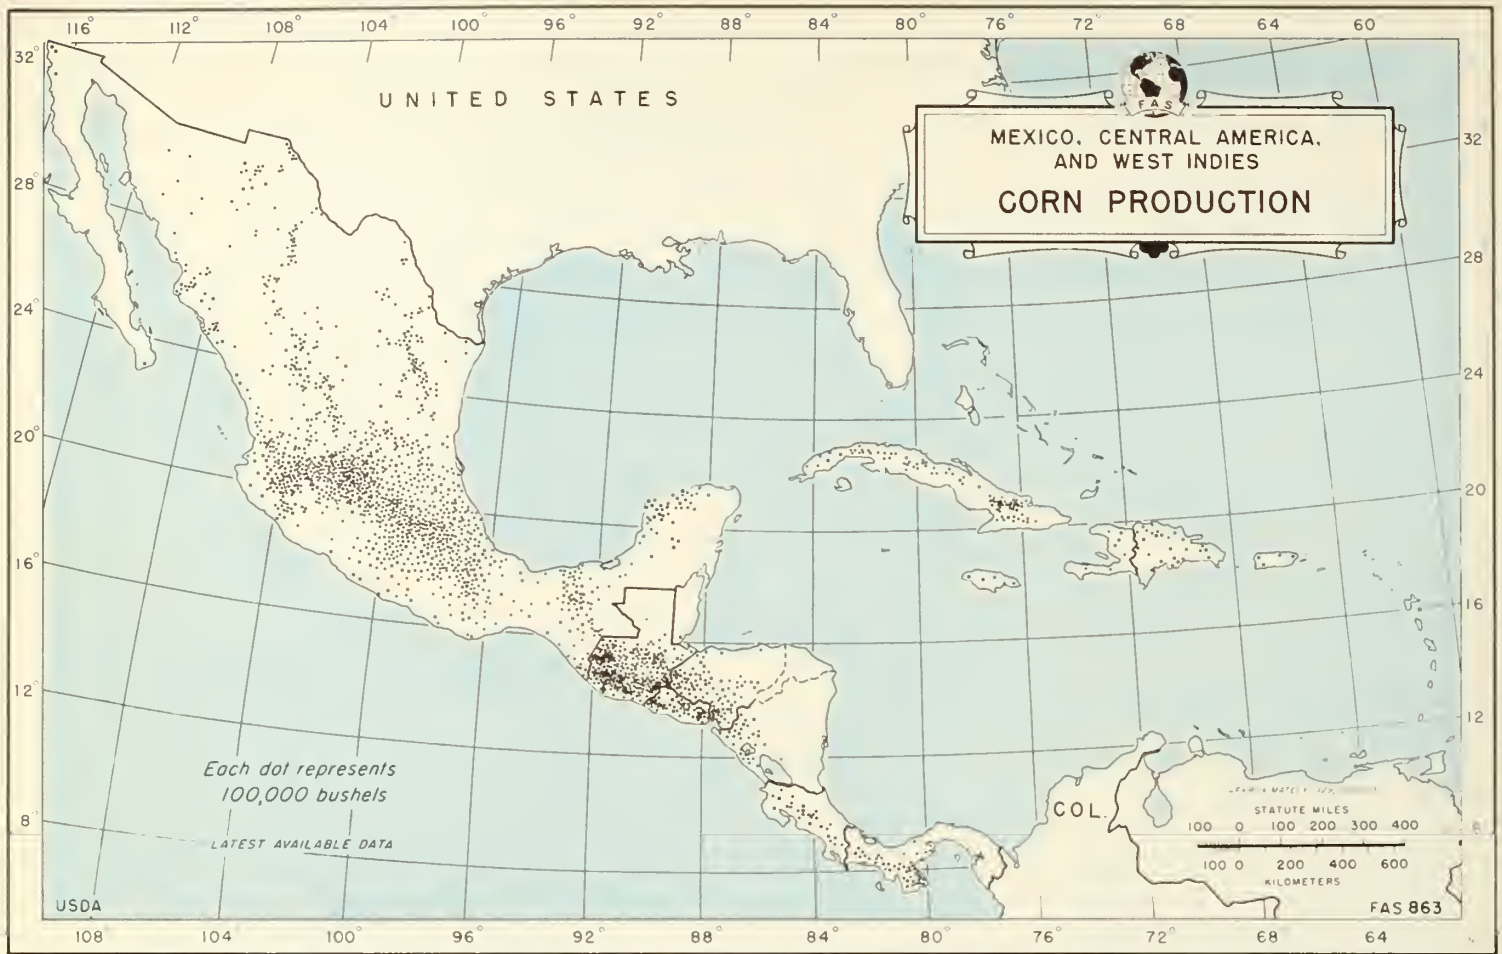 116° 112° 108° 104° 100° 96° 92° 88° 84° 80° 76° 72° 68° 64° 60°
32°
UNITED STATES
FAS
MEXICO, CENTRAL AMERICA,
AND WEST INDIES
CORN PRODUCTION
32
28°
28
24°
24
20°
20
16°
16
12°
12
Each dot represents
100,000 bushels
COL.
STATUTE MILES
100 0 100 200 300 400
8°
8
LATEST AVAILABLE DATA
100 0 200 400 600
KILOMETERS
USDA
FAS 863
108° 104° 100° 96° 92° 88° 84° 80° 76° 72° 68° 64